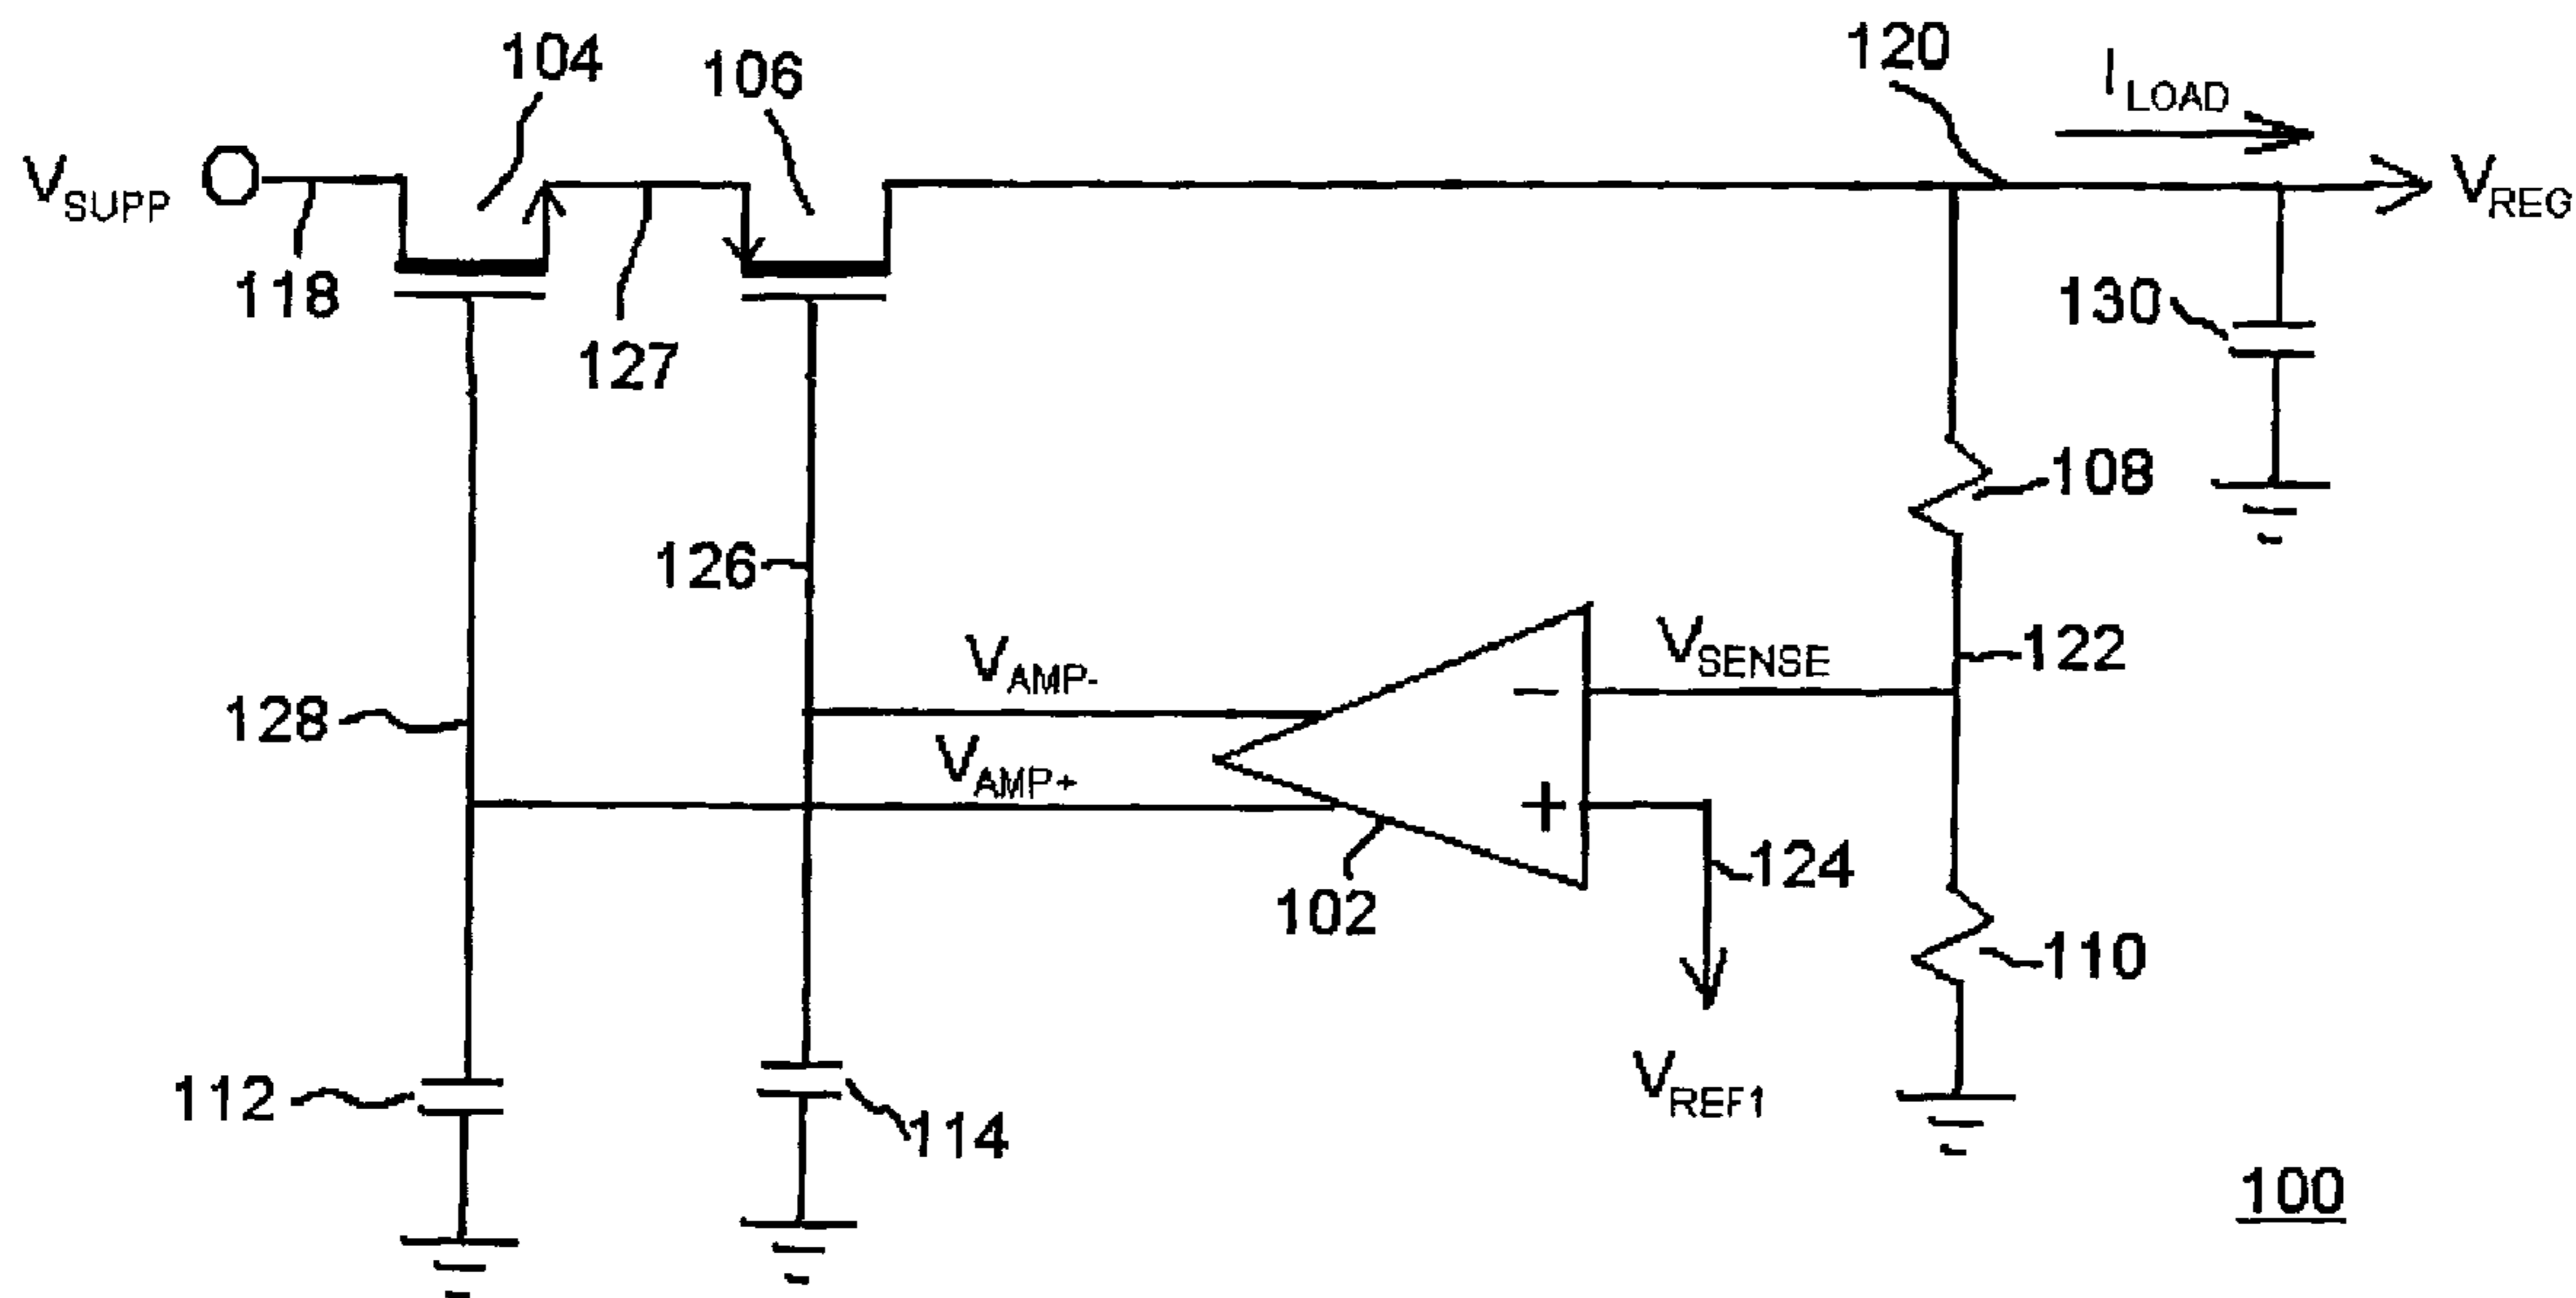 104
106
120
I LOAD
V SUPP
V REG
118
127
130
108
126
V AMP-
V SENSE
122
128
V AMP+
−
+
124
102
110
112
114
V REF1
100